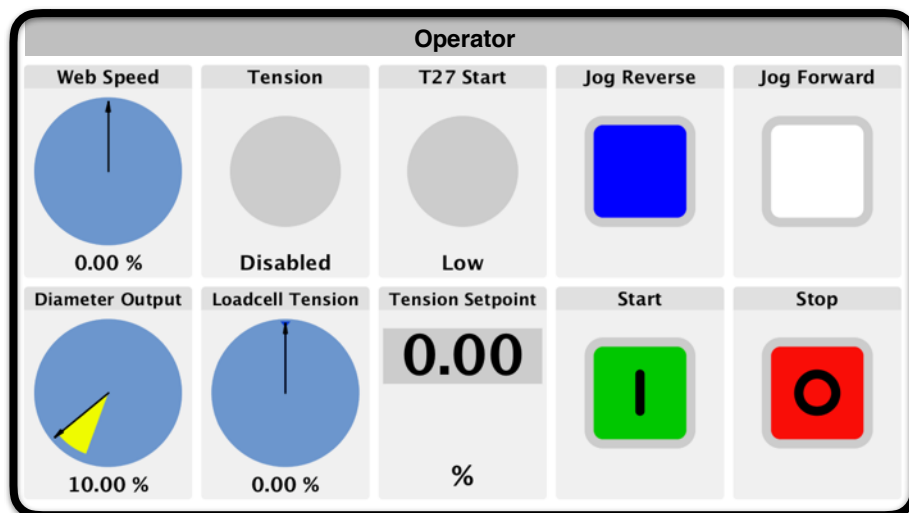 Operator
Web Speed
Tension
T27 Start
Jog Reverse
Jog Forward
0.00 %
Disabled
Low
Diameter Output
Loadcell Tension
Tension Setpoint
Start
Stop
0.00
10.00 %
0.00 %
%